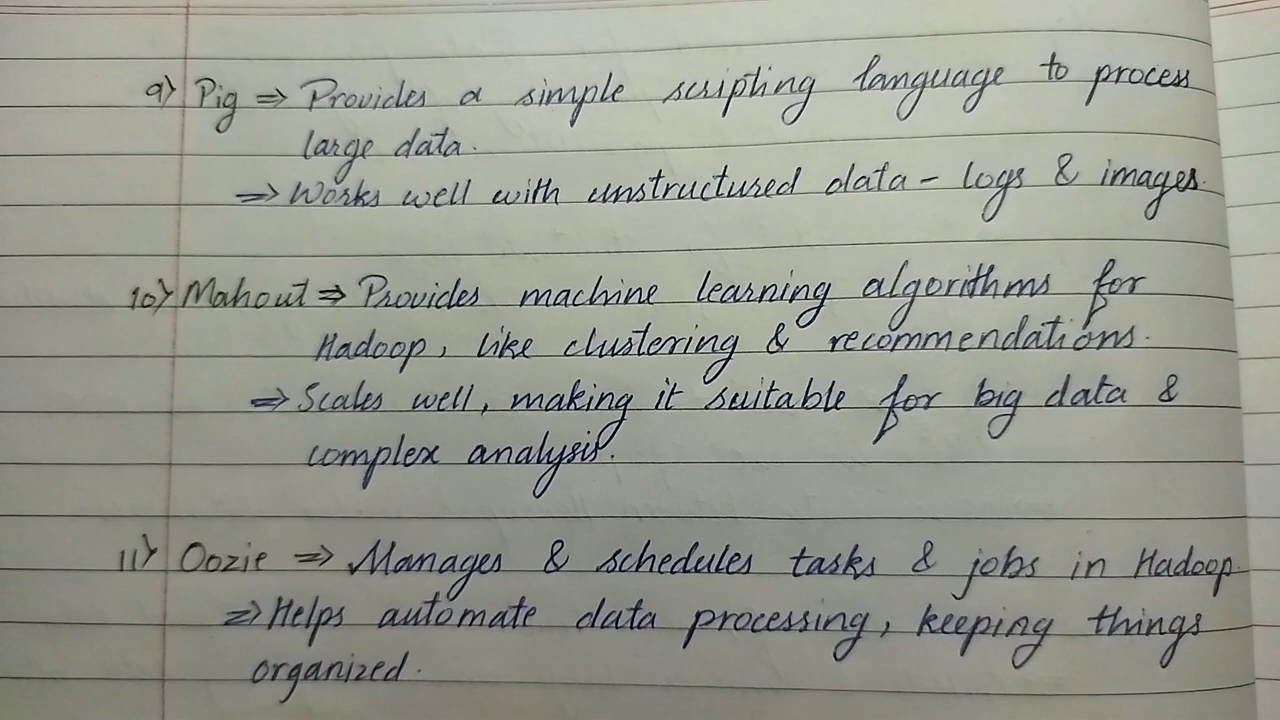 9) Pig ⇒ Provides a simple scripting language to process
large data.
⇒ Works well with unstructured data - logs & images.
10) Mahout ⇒ Provides machine learning algorithms for
Hadoop, like clustering & recommendations.
⇒ Scales well, making it suitable for big data &
complex analysis.
11) Oozie ⇒ Manages & schedules tasks & jobs in Hadoop.
⇒ Helps automate data processing, keeping things
organized.